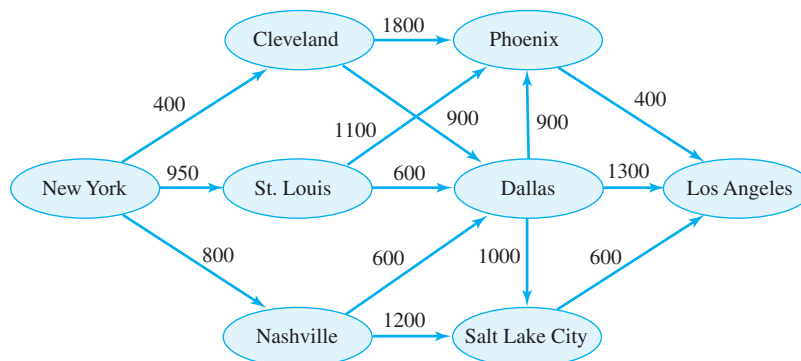 1800
Cleveland
Phoenix
400
900
1100
900
400
New York
950
St. Louis
600
Dallas
1300
Los Angeles
800
600
1000
600
Nashville
1200
Salt Lake City